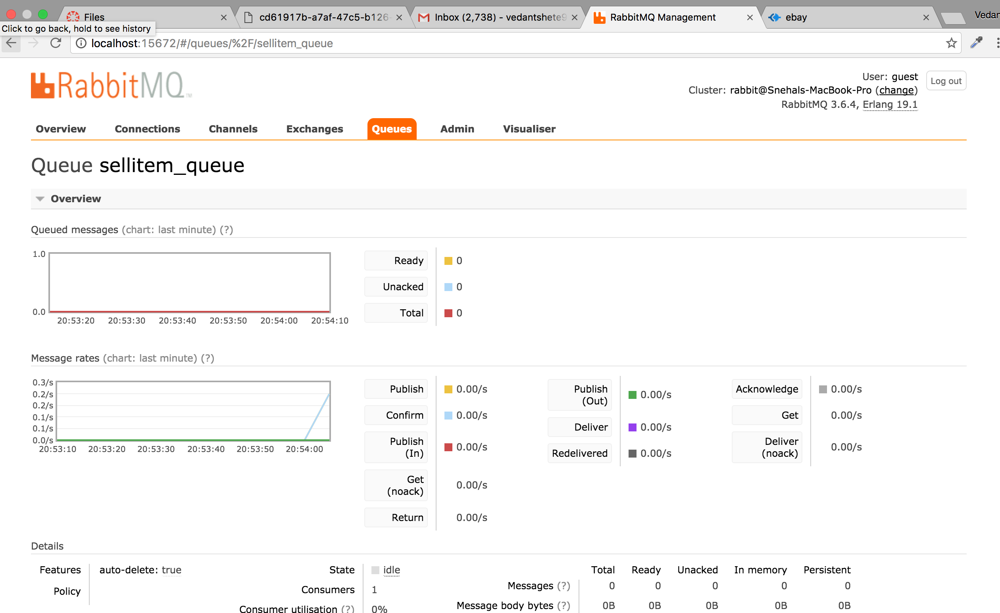 Files
cd61917b-a7af-47c5-b126-
Inbox (2,738) - vedantshete9
RabbitMQ Management
ebay
Vedan
Click to go back, hold to see history
localhost:15672/#/queues/%2F/sellitem_queue
RabbitMQ™
User: guest
Log out
Cluster: rabbit@Snehals-MacBook-Pro (change)
RabbitMQ 3.6.4, Erlang 19.1
Overview
Connections
Channels
Exchanges
Queues
Admin
Visualiser
Queue sellitem_queue
Overview
Queued messages (chart: last minute) (?)
1.0
0.0
20:53:20 20:53:30 20:53:40 20:53:50 20:54:00 20:54:10
Ready 0
Unacked 0
Total 0
Message rates (chart: last minute) (?)
0.3/s
0.2/s
0.2/s
0.1/s
0.1/s
0.0/s
20:53:10 20:53:20 20:53:30 20:53:40 20:53:50 20:54:00
Publish 0.00/s
Confirm 0.00/s
Publish
(In) 0.00/s
Get
(noack) 0.00/s
Return 0.00/s
Publish
(Out) 0.00/s
Deliver 0.00/s
Redelivered 0.00/s
Acknowledge 0.00/s
Get 0.00/s
Deliver
(noack) 0.00/s
Details
Features auto-delete: true
Policy
State idle
Consumers 1
Consumer utilisation (?) 0%
Total Ready Unacked In memory Persistent
Messages (?) 0 0 0 0 0
Message body bytes (?) 0B 0B 0B 0B 0B